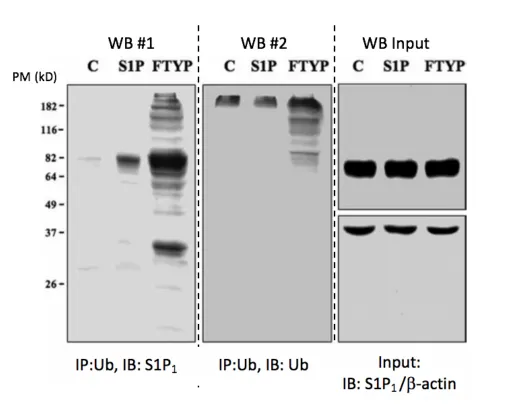 WB #1 WB #2 WB Input
C S1P FTYP C S1P FTYP C S1P FTYP
PM (kD)
182
116
82
64
49
37
26
IP:Ub, IB: S1P₁ IP:Ub, IB: Ub Input:
IB: S1P₁/β-actin